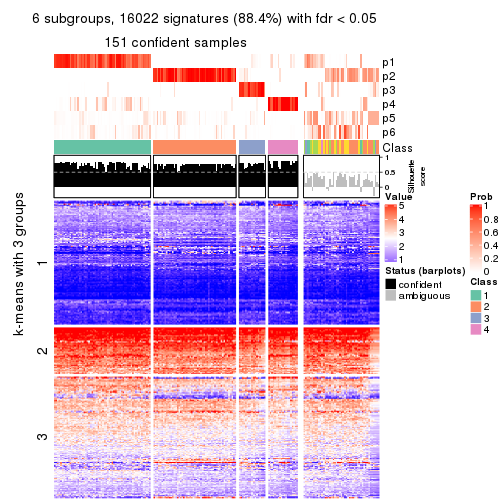 6 subgroups, 16022 signatures (88.4%) with fdr < 0.05
151 confident samples
p1
p2
p3
p4
p5
p6
Class
1
0.5
0
Silhouette
score
k-means with 3 groups
1
2
3
Value
5
4
3
2
1
Status (barplots)
confident
ambiguous
Prob
1
0.8
0.6
0.4
0.2
0
Class
1
2
3
4